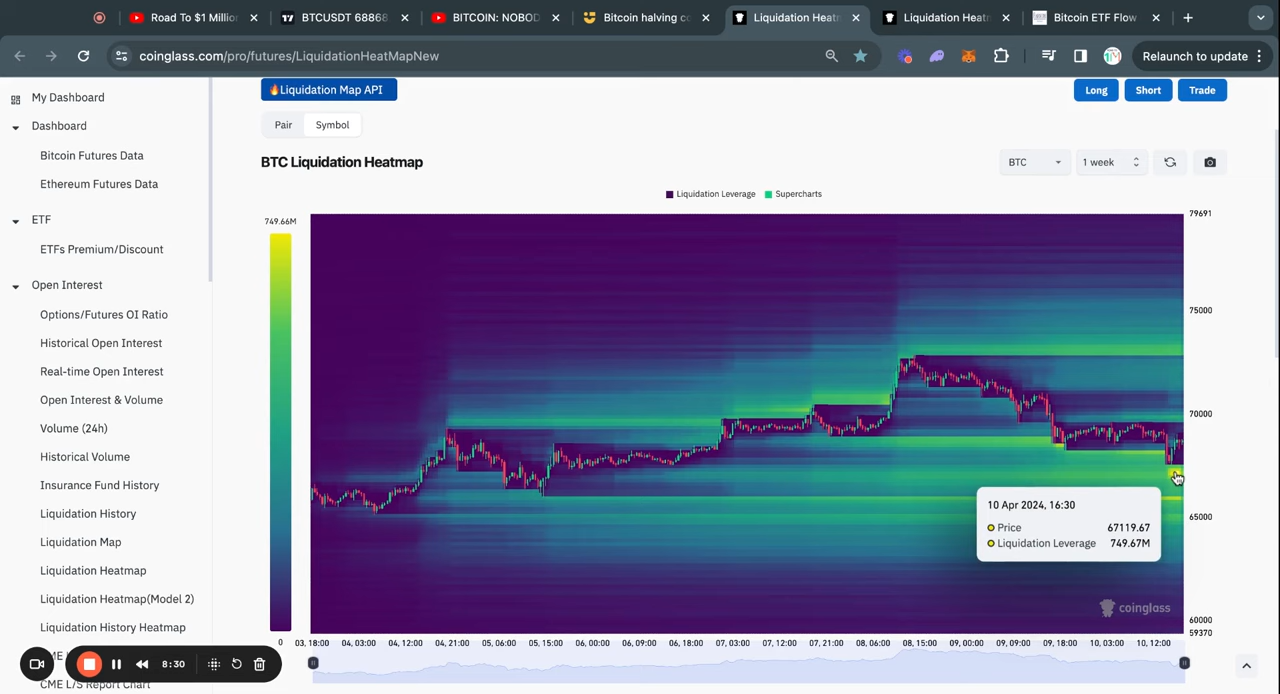 Road To $1 Million
BTCUSDT 68868
BITCOIN: NOBOD
Bitcoin halving co
Liquidation Heatm
Liquidation Heatm
Bitcoin ETF Flow
coinglass.com/pro/futures/LiquidationHeatMapNew
Relaunch to update
My Dashboard
Dashboard
Bitcoin Futures Data
Ethereum Futures Data
ETF
ETFs Premium/Discount
Open Interest
Options/Futures OI Ratio
Historical Open Interest
Real-time Open Interest
Open Interest & Volume
Volume (24h)
Historical Volume
Insurance Fund History
Liquidation History
Liquidation Map
Liquidation Heatmap
Liquidation Heatmap(Model 2)
Liquidation History Heatmap
CME L/S Report Chart
8:30
🔥Liquidation Map API
Long
Short
Trade
Pair
Symbol
BTC Liquidation Heatmap
BTC
1 week
Liquidation Leverage
Supercharts
749.66M
0
79691
75000
70000
65000
60000
59370
10 Apr 2024, 16:30
Price 67119.67
Liquidation Leverage 749.67M
coinglass
03, 18:00 04, 03:00 04, 12:00 04, 21:00 05, 06:00 05, 15:00 06, 00:00 06, 09:00 06, 18:00 07, 03:00 07, 12:00 07, 21:00 08, 06:00 08, 15:00 09, 00:00 09, 09:00 09, 18:00 10, 03:00 10, 12:00